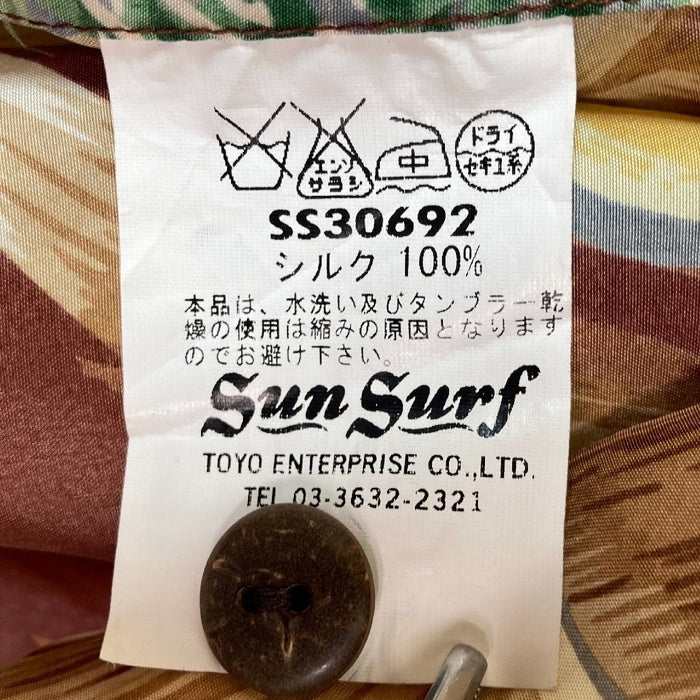 エンソ サラシ
中
ドライ
セキユ系
SS30692
シルク 100%
本品は、水洗い及びタンブラー乾
燥の使用は縮みの原因となります
のでお避け下さい。
Sun Surf
TOYO ENTERPRISE CO.,LTD.
TEL 03-3632-2321